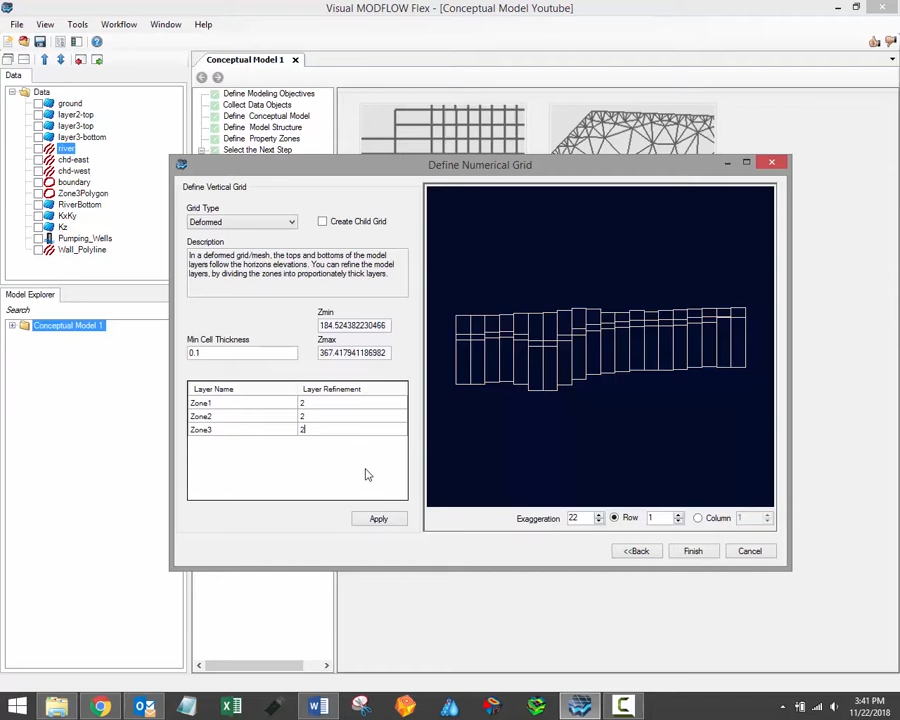 Visual MODFLOW Flex - [Conceptual Model Youtube]
File View Tools Workflow Window Help
Data
Conceptual Model 1
Data
ground
layer2-top
layer3-top
layer3-bottom
river
chd-east
chd-west
boundary
Zone3Polygon
RiverBottom
KxKy
Kz
Pumping_Wells
Wall_Polyline
Define Modeling Objectives
Collect Data Objects
Define Conceptual Model
Define Model Structure
Define Property Zones
Select the Next Step
Model Explorer
Search
Conceptual Model 1
Define Numerical Grid
Define Vertical Grid
Grid Type
Deformed
Create Child Grid
Description
In a deformed grid/mesh, the tops and bottoms of the model
layers follow the horizons elevations. You can refine the model
layers, by dividing the zones into proportionately thick layers.
Zmin
184.524382230466
Min Cell Thickness
Zmax
0.1
367.417941186982
Layer Name Layer Refinement
Zone1 2
Zone2 2
Zone3 2
Apply
Exaggeration 22 Row 1 Column 1
<<Back Finish Cancel
3:41 PM
11/22/2018